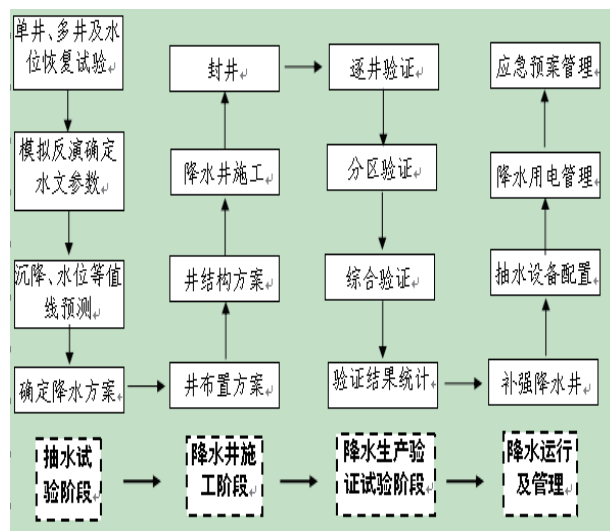 单井、多井及水
位恢复试验
模拟反演确定
水文参数
沉降、水位等值
线预测
确定降水方案
抽水试
验阶段
封井
降水井施工
井结构方案
井布置方案
降水井施
工阶段
逐井验证
分区验证
综合验证
验证结果统计
降水生产验
证试验阶段
应急预案管理
降水用电管理
抽水设备配置
补强降水井
降水运行
及管理